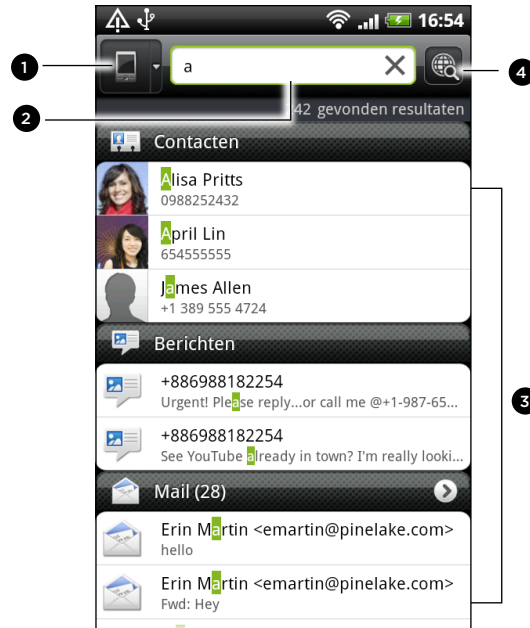 16:54
1
a
4
2
42 gevonden resultaten
Contacten
Alisa Pritts
0988252432
April Lin
654555555
James Allen
+1 389 555 4724
Berichten
+886988182254
Urgent! Please reply...or call me @+1-987-65...
3
+886988182254
See YouTube already in town? I'm really looki...
Mail (28)
Erin Martin <emartin@pinelake.com>
hello
Erin Martin <emartin@pinelake.com>
Fwd: Hey